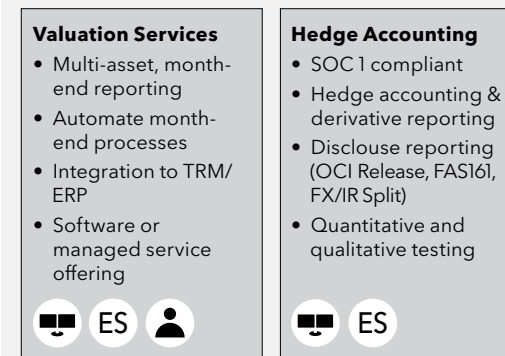 Valuation Services
• Multi-asset, month-
end reporting
• Automate month-
end processes
• Integration to TRM/
ERP
• Software or
managed service
offering
ES
Hedge Accounting
• SOC 1 compliant
• Hedge accounting &
derivative reporting
• Disclouse reporting
(OCI Release, FAS161,
FX/IR Split)
• Quantitative and
qualitative testing
ES